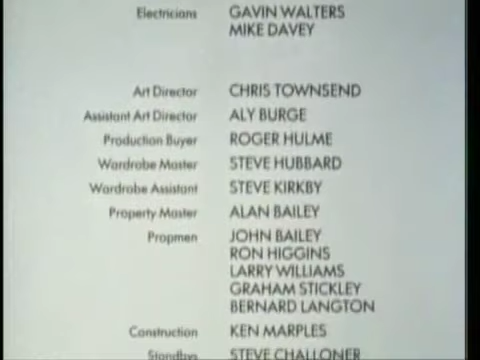 Electricians GAVIN WALTERS
MIKE DAVEY
Art Director CHRIS TOWNSEND
Assistant Art Director ALY BURGE
Production Buyer ROGER HULME
Wardrobe Master STEVE HUBBARD
Wardrobe Assistant STEVE KIRKBY
Property Master ALAN BAILEY
Propmen JOHN BAILEY
RON HIGGINS
LARRY WILLIAMS
GRAHAM STICKLEY
BERNARD LANGTON
Construction KEN MARPLES
Standbys STEVE CHALLONER